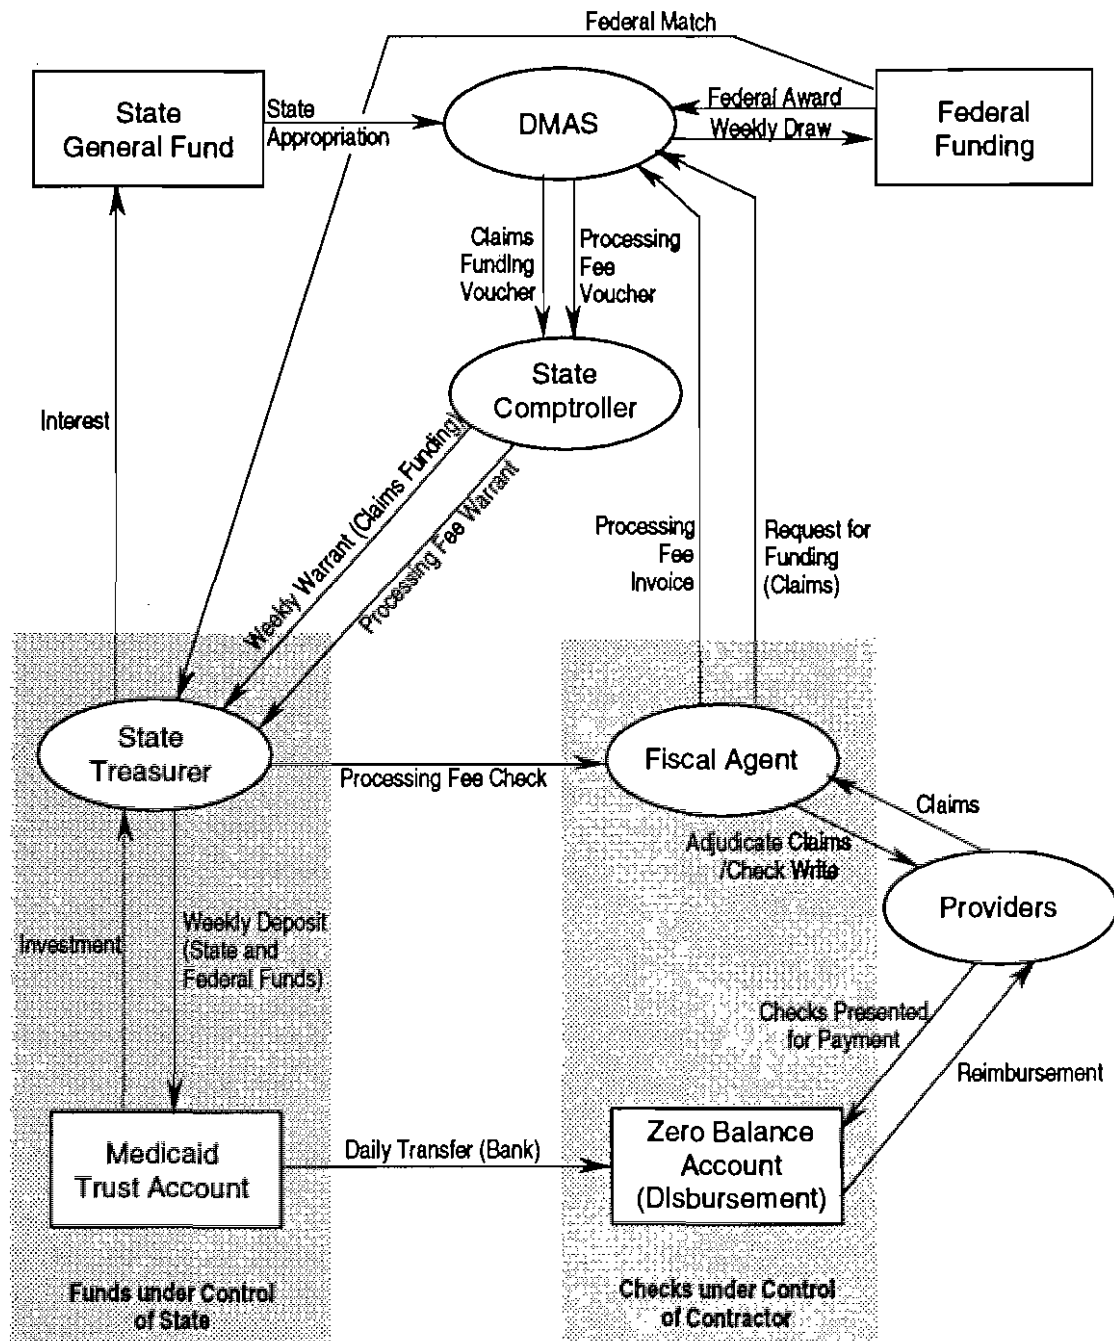 Federal Match
State
General Fund
State
Appropriation
DMAS
Federal Award
Weekly Draw
Federal
Funding
Claims
Funding
Voucher
Processing
Fee
Voucher
State
Comptroller
Interest
Weekly Warrant (Claims Funding)
Processing Fee Warrant
Processing
Fee
Invoice
Request for
Funding
(Claims)
State
Treasurer
Processing Fee Check
Fiscal Agent
Claims
Adjudicate Claims
/Check Write
Providers
Investment
Weekly Deposit
(State and
Federal Funds)
Checks Presented
for Payment
Reimbursement
Medicaid
Trust Account
Daily Transfer (Bank)
Zero Balance
Account
(Disbursement)
Funds under Control
of State
Checks under Control
of Contractor